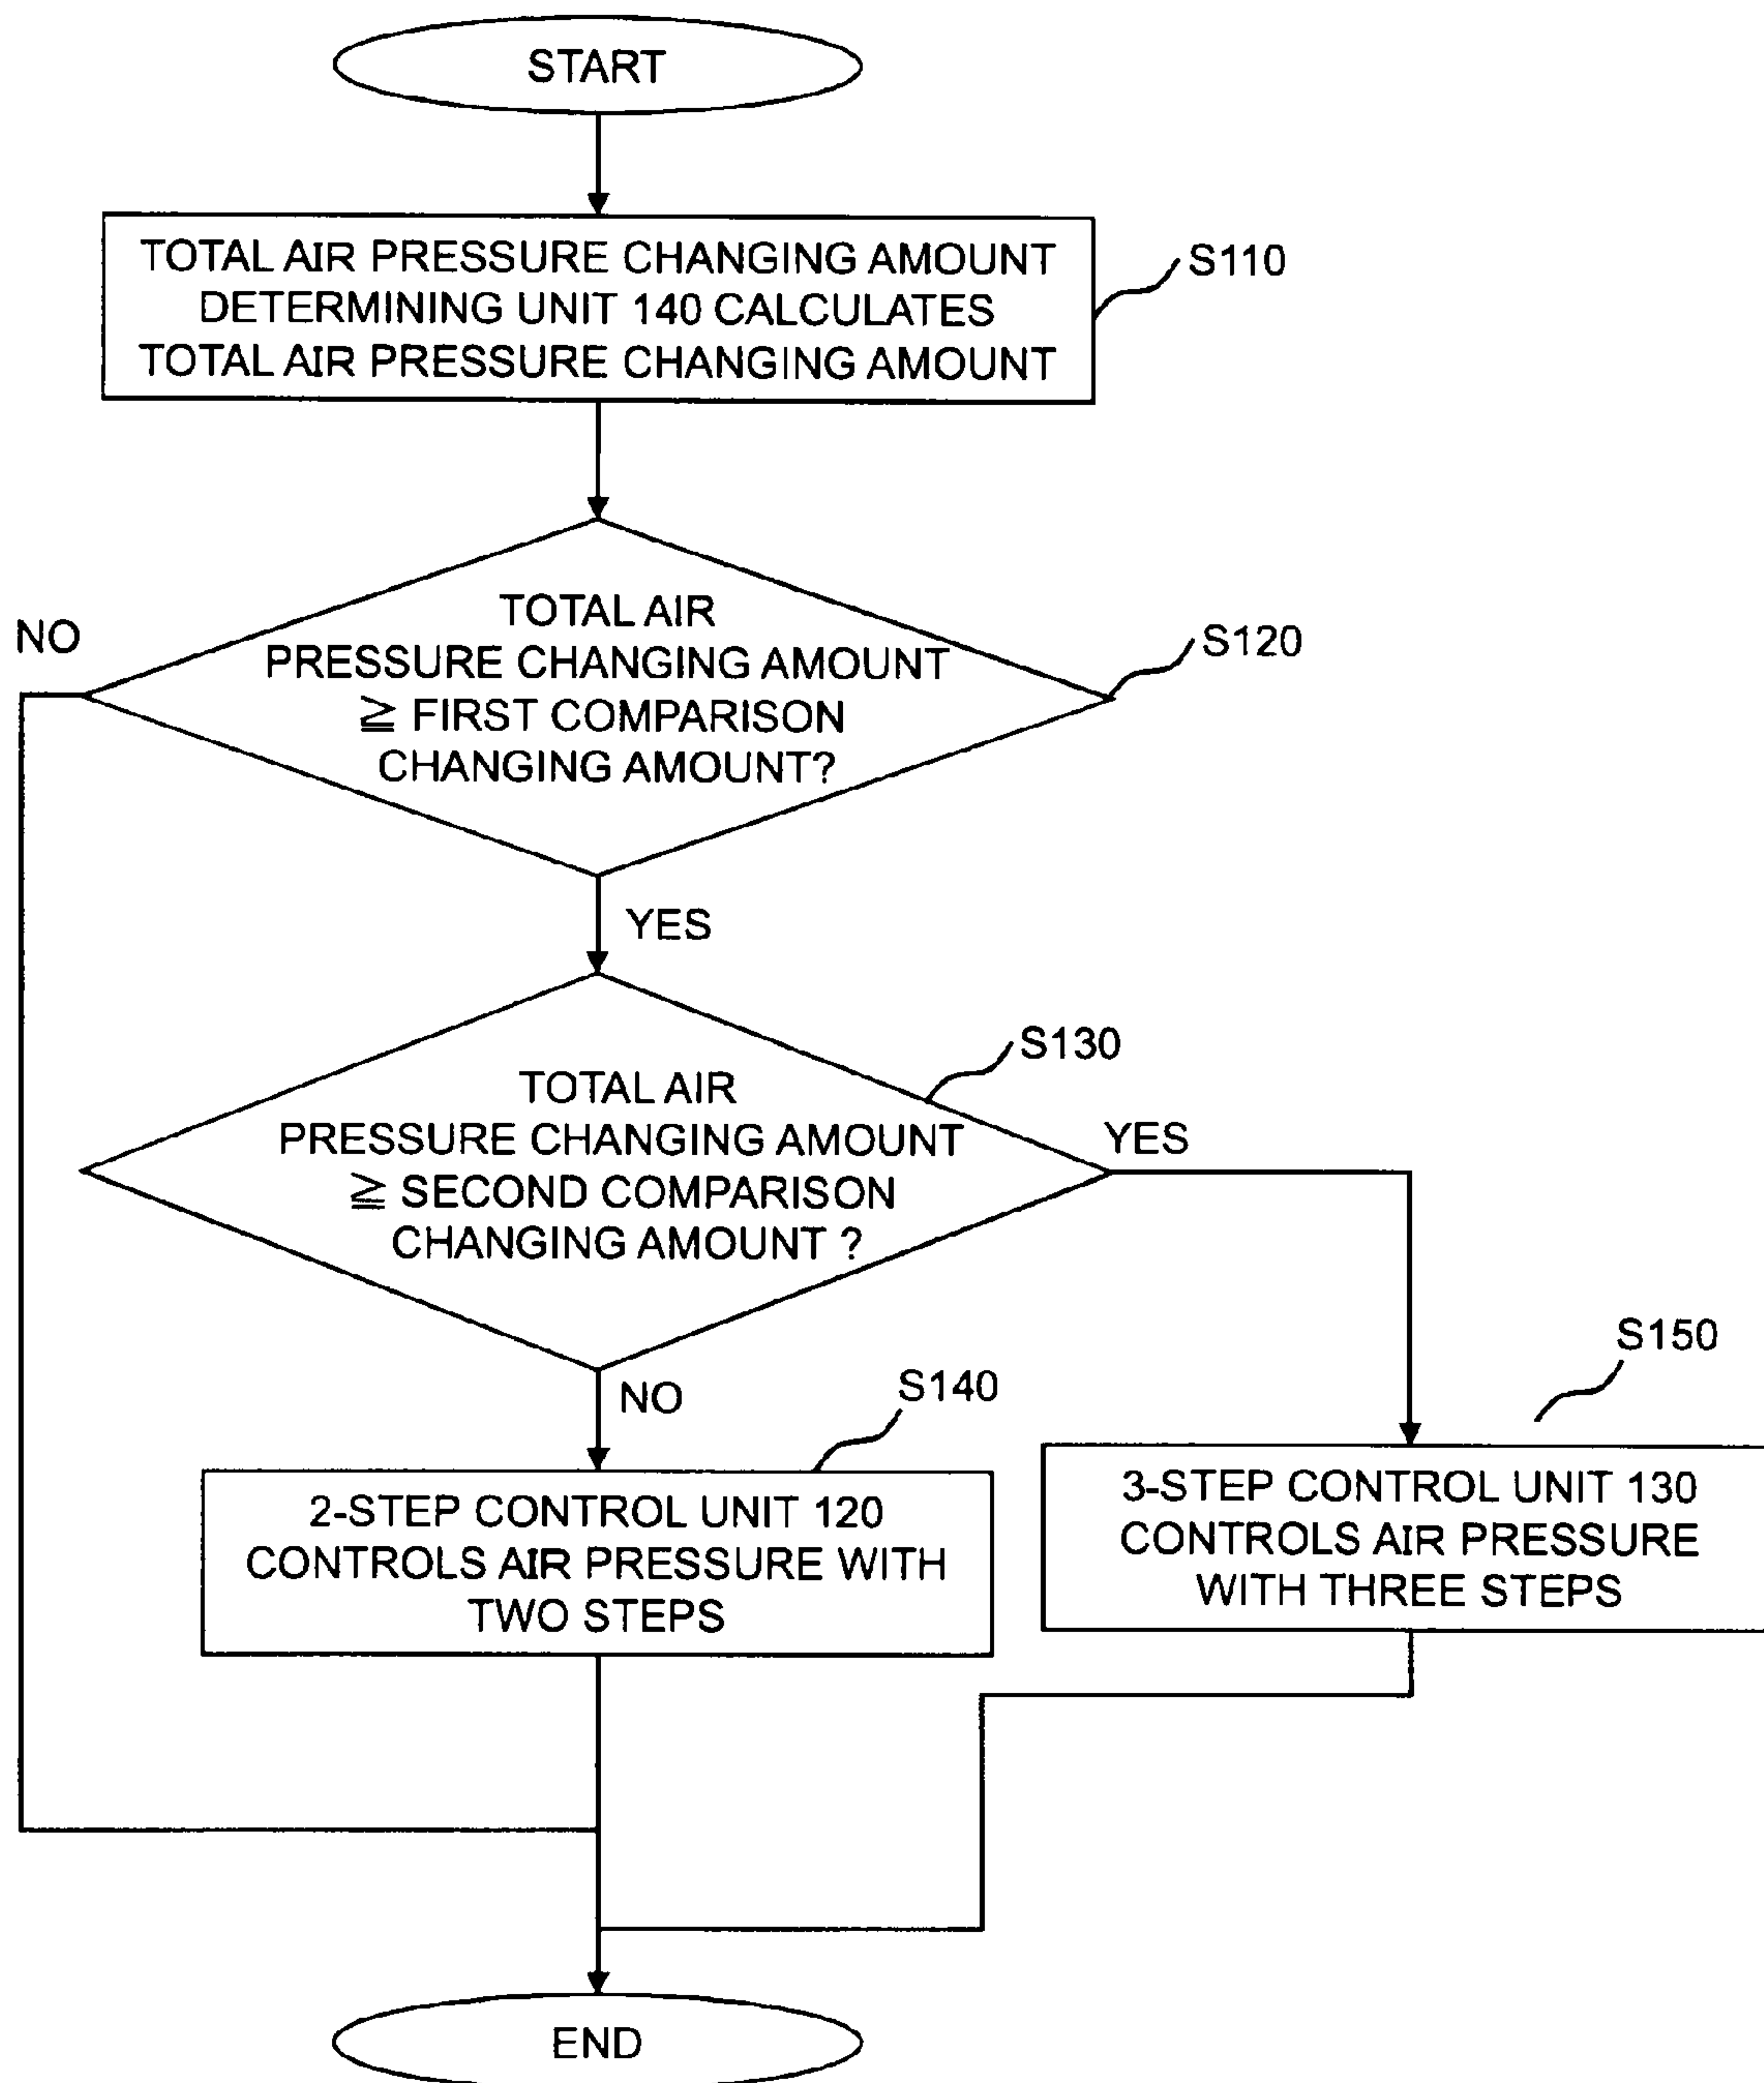 START
TOTAL AIR PRESSURE CHANGING AMOUNT
DETERMINING UNIT 140 CALCULATES
TOTAL AIR PRESSURE CHANGING AMOUNT
S110
TOTAL AIR
PRESSURE CHANGING AMOUNT
≧ FIRST COMPARISON
CHANGING AMOUNT?
NO
S120
YES
S130
TOTAL AIR
PRESSURE CHANGING AMOUNT
≧ SECOND COMPARISON
CHANGING AMOUNT ?
YES
NO
S140
S150
2-STEP CONTROL UNIT 120
CONTROLS AIR PRESSURE WITH
TWO STEPS
3-STEP CONTROL UNIT 130
CONTROLS AIR PRESSURE
WITH THREE STEPS
END